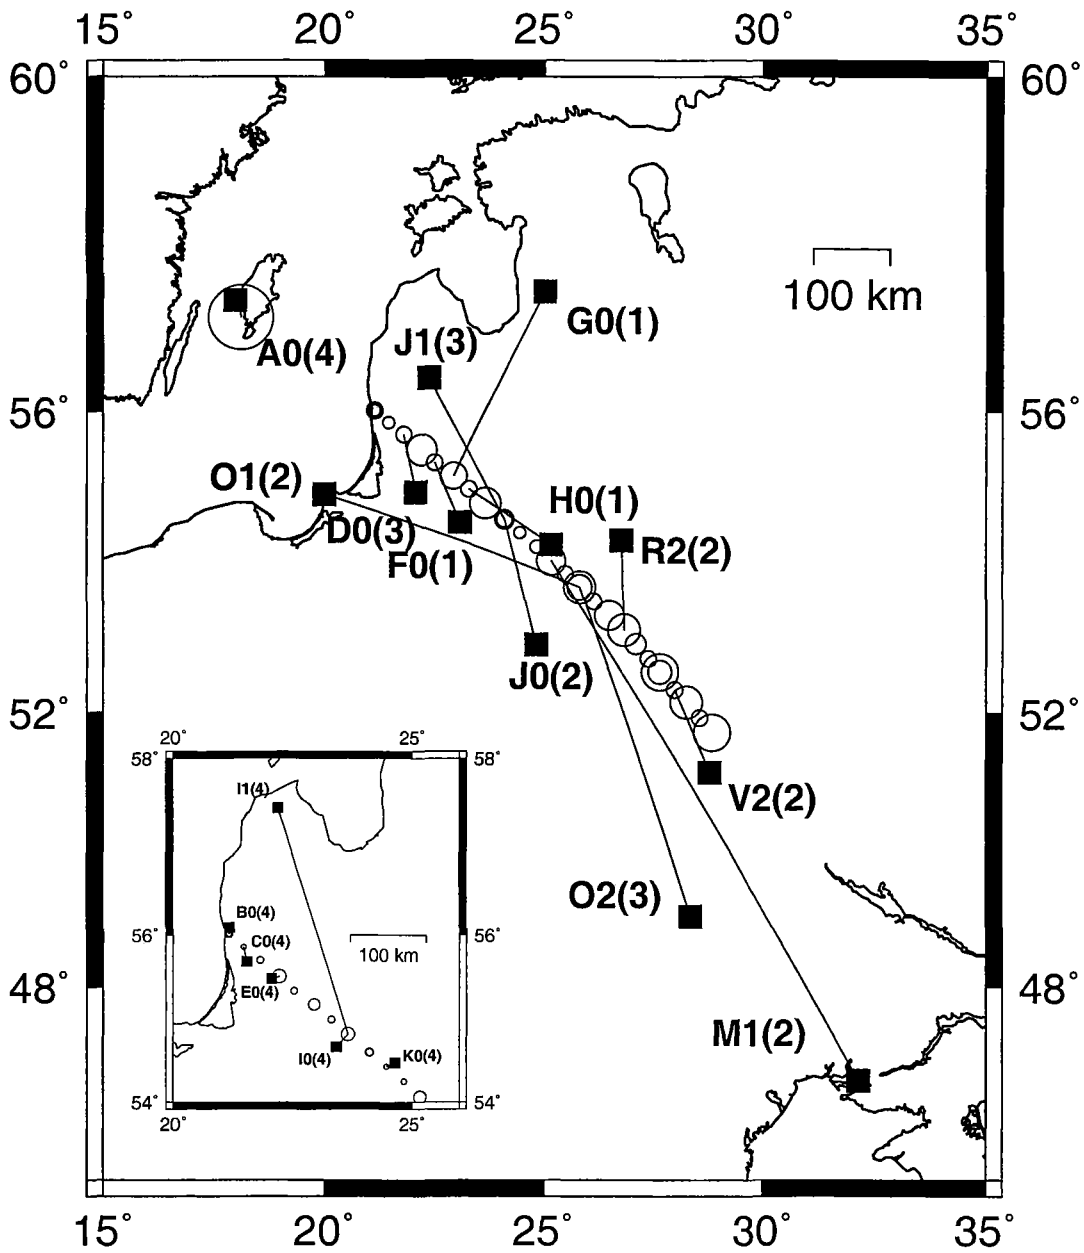 15° 20° 25° 30° 35°
60° 60°
100 km
G0(1)
J1(3)
A0(4)
56° 56°
O1(2)
H0(1)
D0(3)
R2(2)
F0(1)
J0(2)
52° 52°
20° 25°
58° 58°
I1(4)
V2(2)
O2(3)
B0(4)
56° 56°
C0(4)
100 km
E0(4)
48° 48°
M1(2)
I0(4) K0(4)
54° 54°
20° 25°
15° 20° 25° 30° 35°